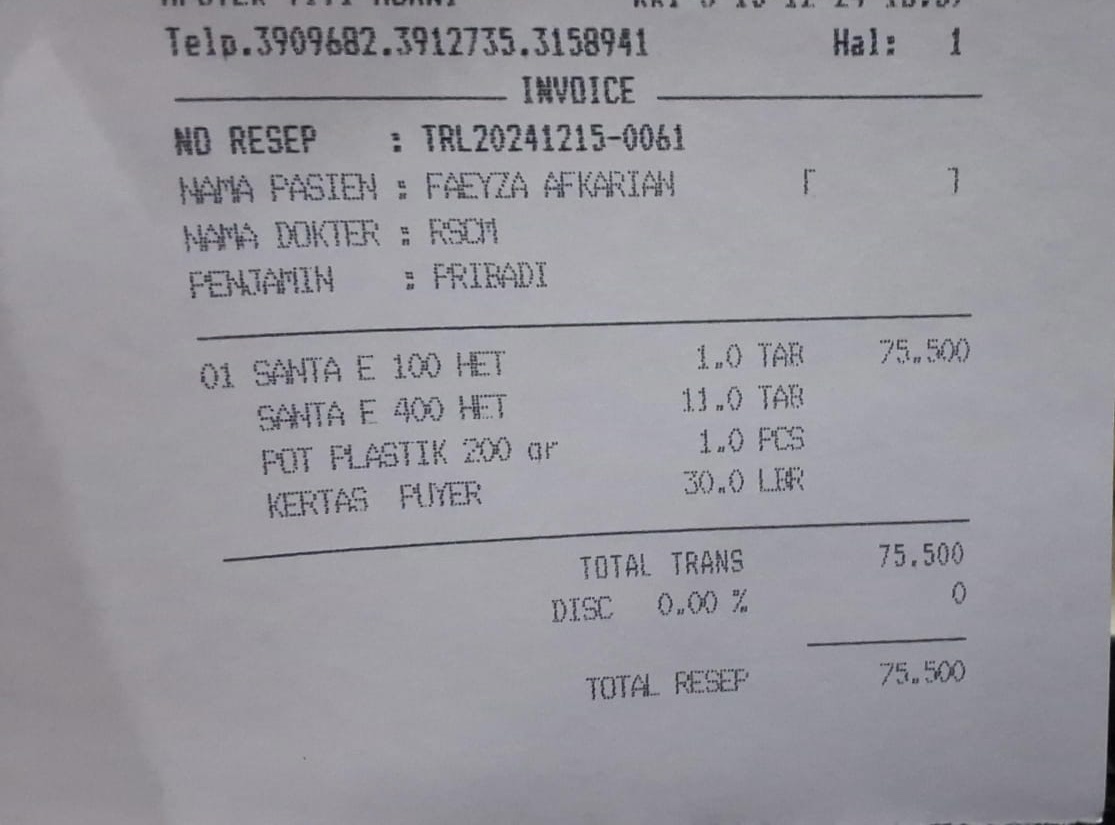 Telp.3909682.3912735.3158941 Hal: 1
INVOICE
NO RESEP : TRL20241215-0061
NAMA PASIEN : FAEYZA AFKARIAN [ ]
NAMA DOKTER : RSCM
PENJAMIN : PRIBADI
01 SANTA E 100 HET 1.0 TAB 75.500
SANTA E 400 HET 11.0 TAB
POT PLASTIK 200 gr 1.0 PCS
KERTAS PUYER 30.0 LBR
TOTAL TRANS 75.500
DISC 0.00 % 0
TOTAL RESEP 75.500